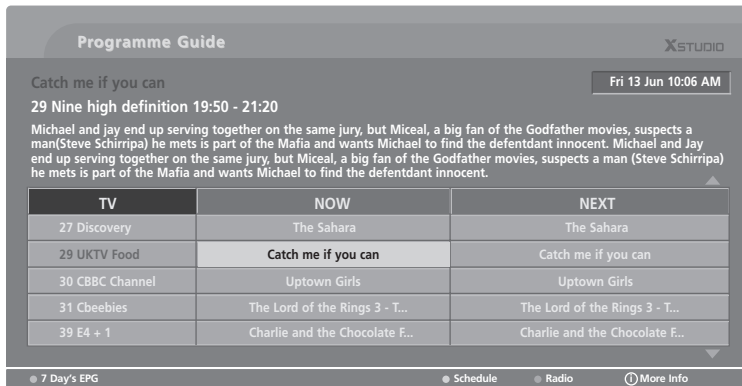 Programme Guide
XSTUDIO
Catch me if you can
Fri 13 Jun 10:06 AM
29 Nine high definition 19:50 - 21:20
Michael and jay end up serving together on the same jury, but Miceal, a big fan of the Godfather movies, suspects a
man(Steve Schirripa) he mets is part of the Mafia and wants Michael to find the defentdant innocent. Michael and Jay
end up serving together on the same jury, but Miceal, a big fan of the Godfather movies, suspects a man (Steve Schirripa)
he mets is part of the Mafia and wants Michael to find the defentdant innocent.
TV NOW NEXT
27 Discovery The Sahara The Sahara
29 UKTV Food Catch me if you can Catch me if you can
30 CBBC Channel Uptown Girls Uptown Girls
31 Cbeebies The Lord of the Rings 3 - T... The Lord of the Rings 3 - T...
39 E4 + 1 Charlie and the Chocolate F... Charlie and the Chocolate F...
7 Day's EPG Schedule Radio i More Info